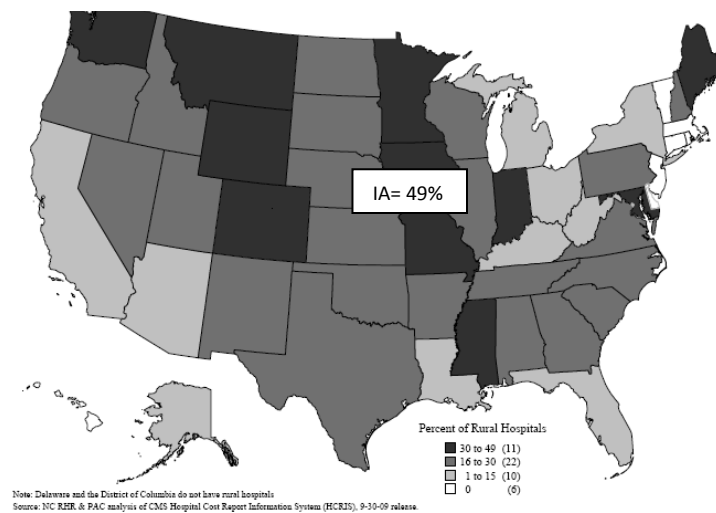 IA= 49%
Percent of Rural Hospitals
30 to 49 (11)
16 to 30 (22)
1 to 15 (10)
0 (6)
Note: Delaware and the District of Columbia do not have rural hospitals
Source: NC RHR & PAC analysis of CMS Hospital Cost Report Information System (HCRIS), 9-30-09 release.